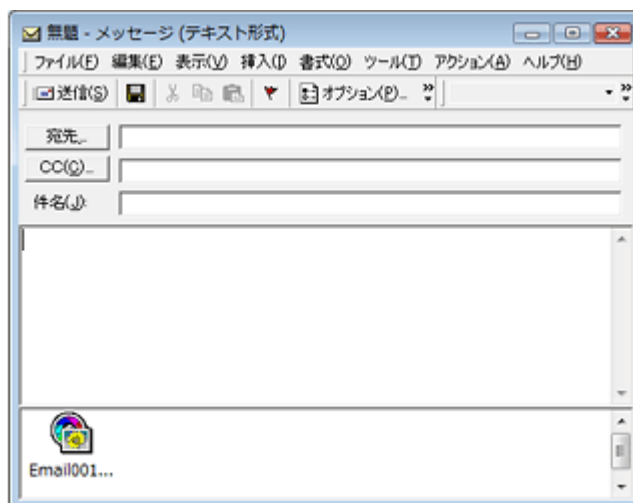 無題 - メッセージ (テキスト形式)
ファイル(F) 編集(E) 表示(V) 挿入(I) 書式(O) ツール(T) アクション(A) ヘルプ(H)
送信(S) オプション(P)...
宛先...
CC(C)...
件名(J):
Email001...